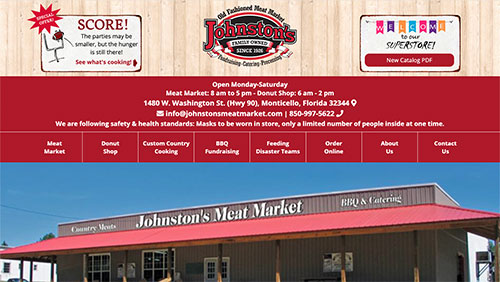 SPECIAL OFFER!
SCORE!
The parties may
be smaller, but the hunger
is still there!
See what's cooking!
Old Fashioned Meat Market
Johnston's
FAMILY OWNED
SINCE 1926
Fundraising-Catering-Processing
WELCOME
to our
SUPERSTORE!
New Catalog PDF
Open Monday-Saturday
Meat Market: 8 am to 5 pm - Donut Shop: 6 am - 2 pm
1480 W. Washington St. (Hwy 90), Monticello, Florida 32344
info@johnstonsmeatmarket.com | 850-997-5622
We are following safety & health standards: Masks to be worn in store, only a limited number of people inside at one time.
Meat Market
Donut Shop
Custom Country Cooking
BBQ Fundraising
Feeding Disaster Teams
Order Online
About Us
Contact Us
Country Meats
Johnston's Meat Market
BBQ & Catering